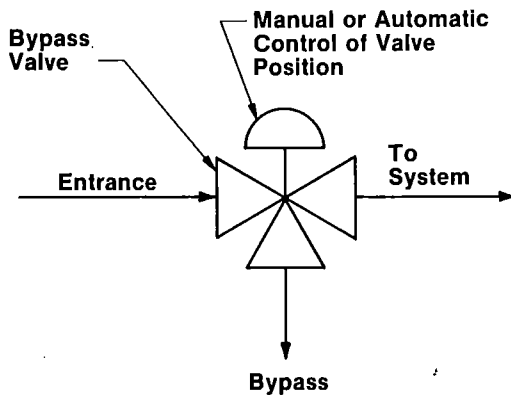 Bypass
Valve
Manual or Automatic
Control of Valve
Position
Entrance
To
System
Bypass